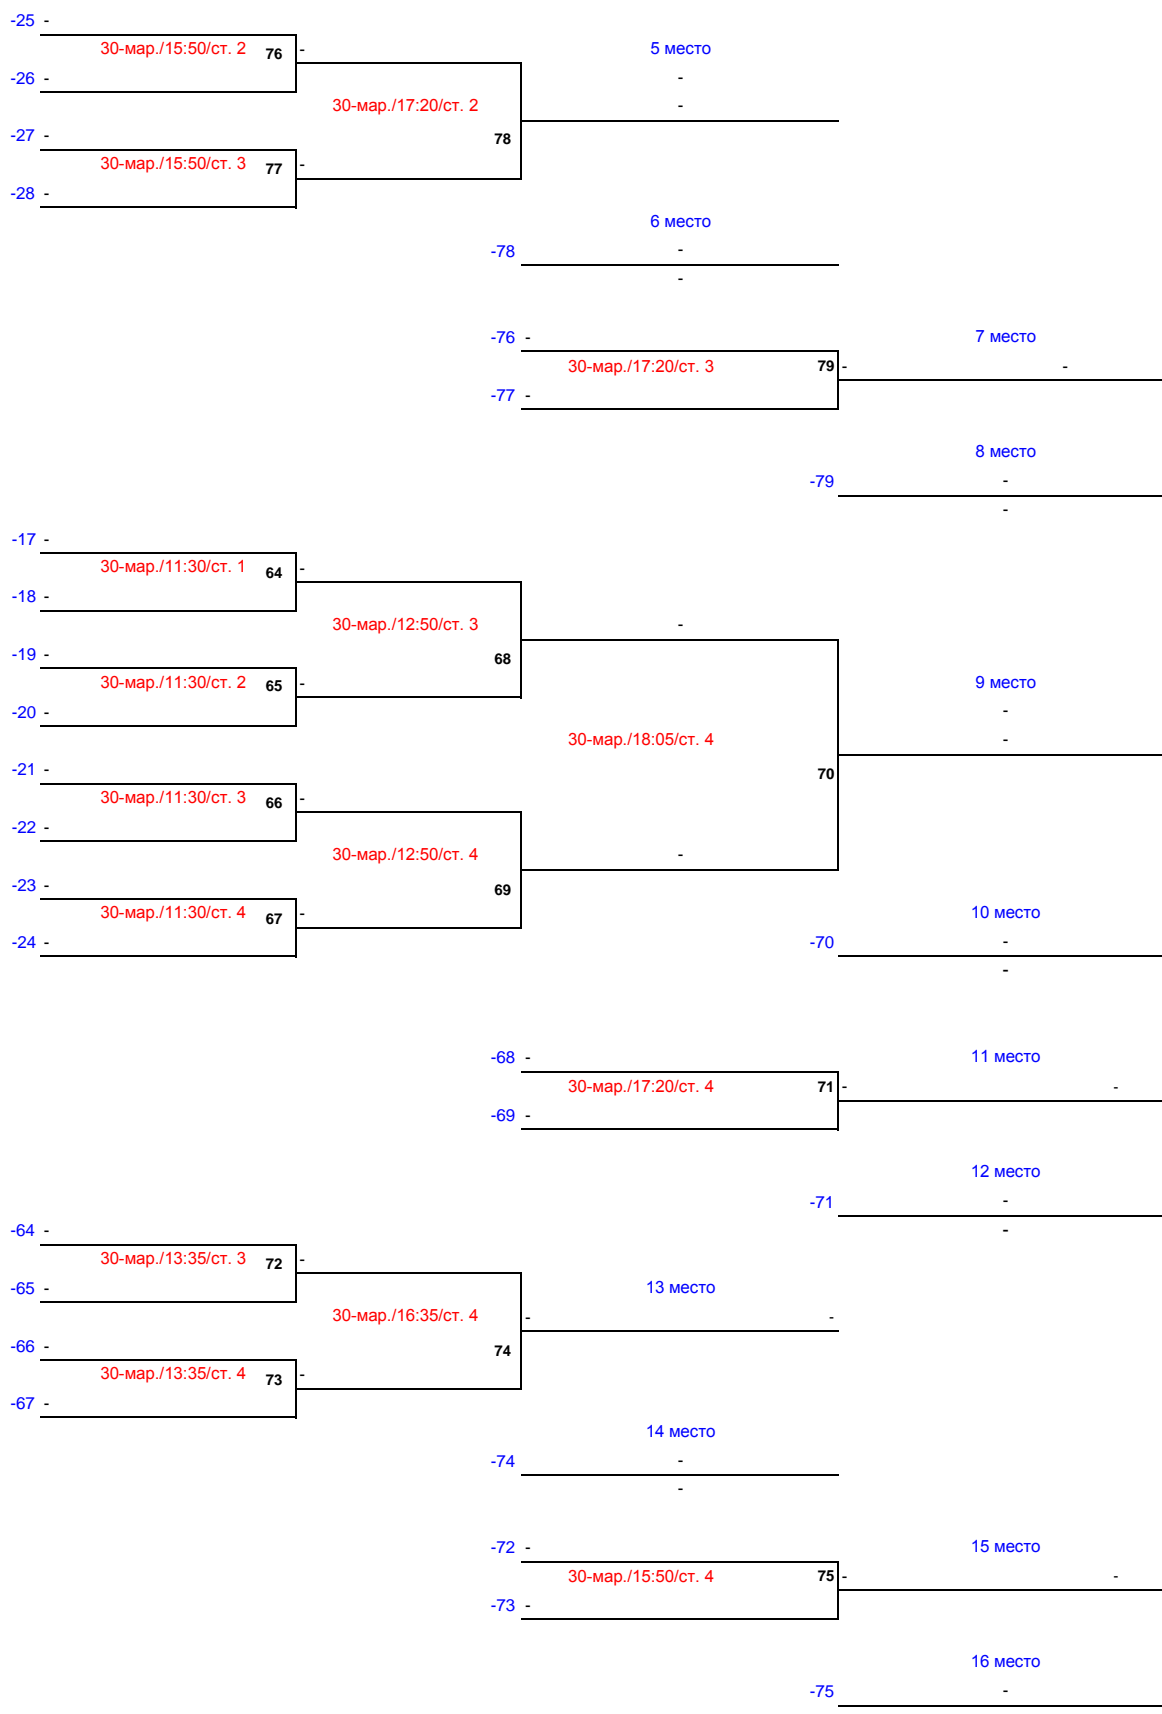 -25 -
30-мар./15:50/ст. 2 76 - 5 место
-26 - -
30-мар./17:20/ст. 2 -
-27 - 78
30-мар./15:50/ст. 3 77 -
-28 -
6 место
-78 -
-
-76 - 7 место
30-мар./17:20/ст. 3 79 - -
-77 -
8 место
-79 -
-
-17 -
30-мар./11:30/ст. 1 64 -
-18 -
30-мар./12:50/ст. 3 -
-19 - 68
30-мар./11:30/ст. 2 65 - 9 место
-20 - -
30-мар./18:05/ст. 4 -
-21 - 70
30-мар./11:30/ст. 3 66 -
-22 -
30-мар./12:50/ст. 4 -
-23 - 69
30-мар./11:30/ст. 4 67 - 10 место
-24 - -70 -
-
-68 - 11 место
30-мар./17:20/ст. 4 71 - -
-69 -
12 место
-71 -
-64 - -
30-мар./13:35/ст. 3 72 -
-65 - 13 место
30-мар./16:35/ст. 4 - -
-66 - 74
30-мар./13:35/ст. 4 73 -
-67 -
14 место
-74 -
-
-72 - 15 место
30-мар./15:50/ст. 4 75 - -
-73 -
16 место
-75 -